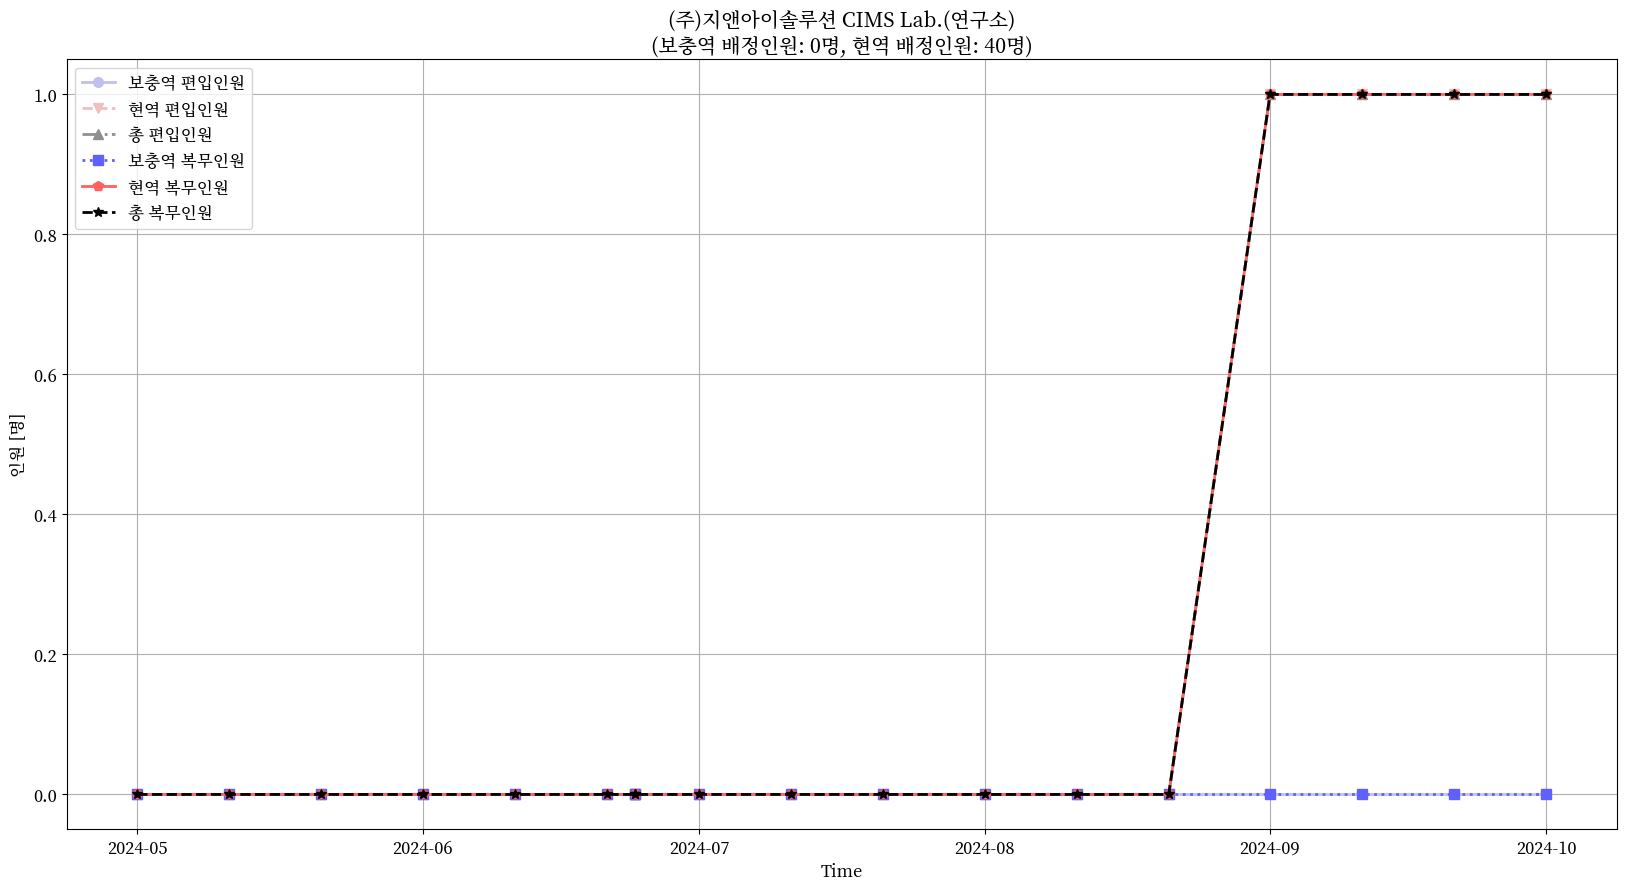 (주)지앤아이솔루션 CIMS Lab.(연구소)
(보충역 배정인원: 0명, 현역 배정인원: 40명)
보충역 편입인원
현역 편입인원
총 편입인원
보충역 복무인원
현역 복무인원
총 복무인원
인원 [명]
1.0
0.8
0.6
0.4
0.2
0.0
2024-05
2024-06
2024-07
2024-08
2024-09
2024-10
Time